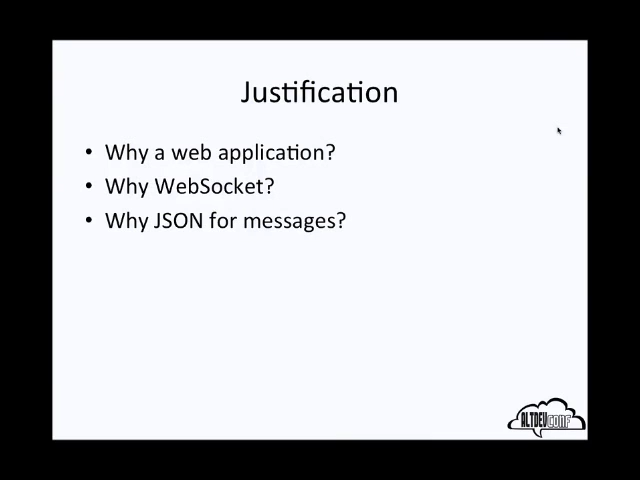 Justification
• Why a web application?
• Why WebSocket?
• Why JSON for messages?
ALTDEVCONF